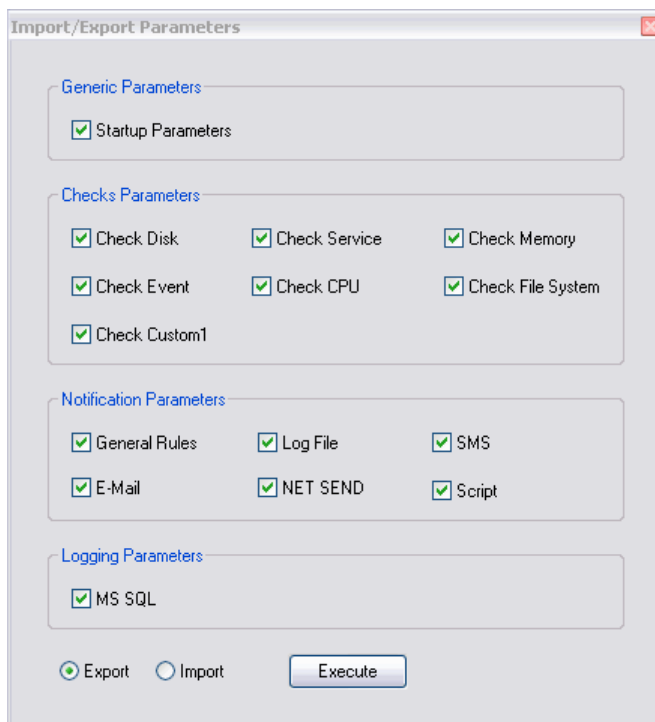 Import/Export Parameters
Generic Parameters
Startup Parameters
Checks Parameters
Check Disk Check Service Check Memory
Check Event Check CPU Check File System
Check Custom1
Notification Parameters
General Rules Log File SMS
E-Mail NET SEND Script
Logging Parameters
MS SQL
Export Import Execute